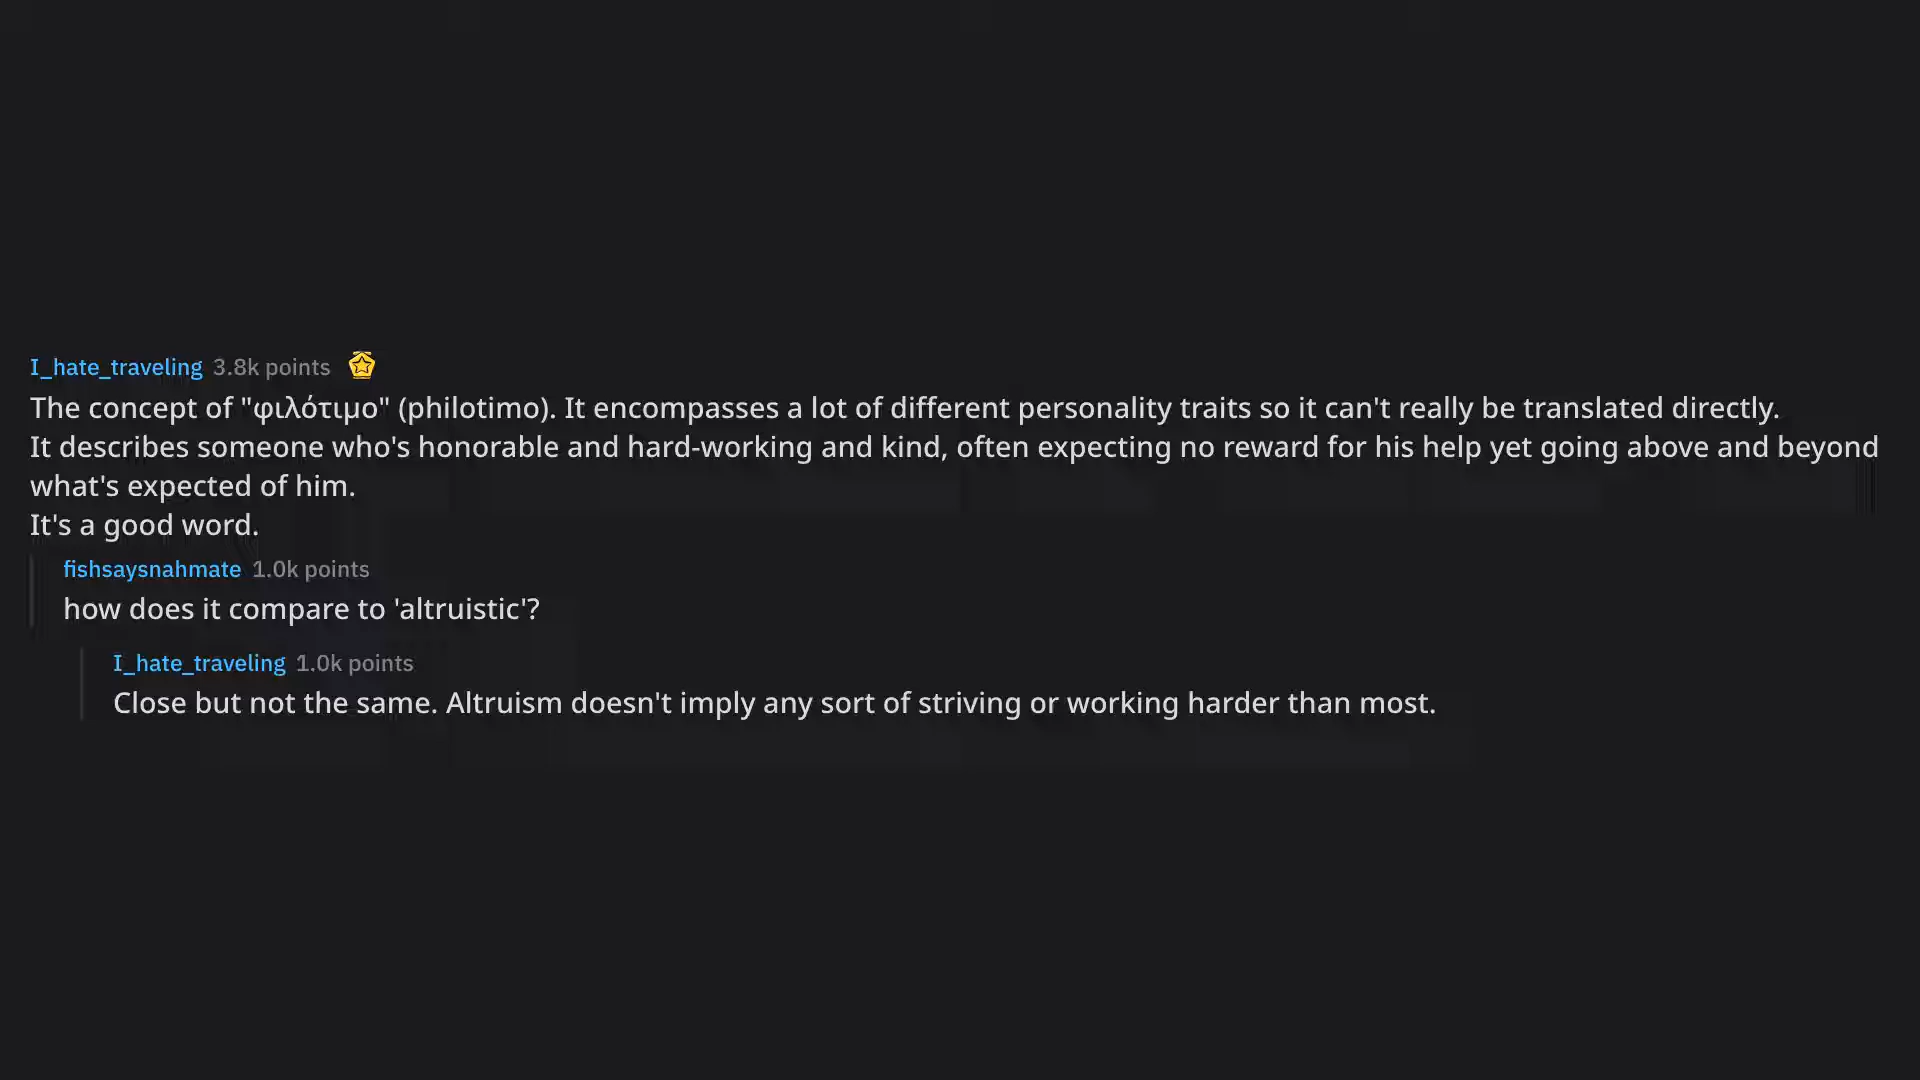 I_hate_traveling 3.8k points
The concept of "φιλότιμο" (philotimo). It encompasses a lot of different personality traits so it can't really be translated directly.
It describes someone who's honorable and hard-working and kind, often expecting no reward for his help yet going above and beyond
what's expected of him.
It's a good word.
fishsaysnahmate 1.0k points
how does it compare to 'altruistic'?
I_hate_traveling 1.0k points
Close but not the same. Altruism doesn't imply any sort of striving or working harder than most.